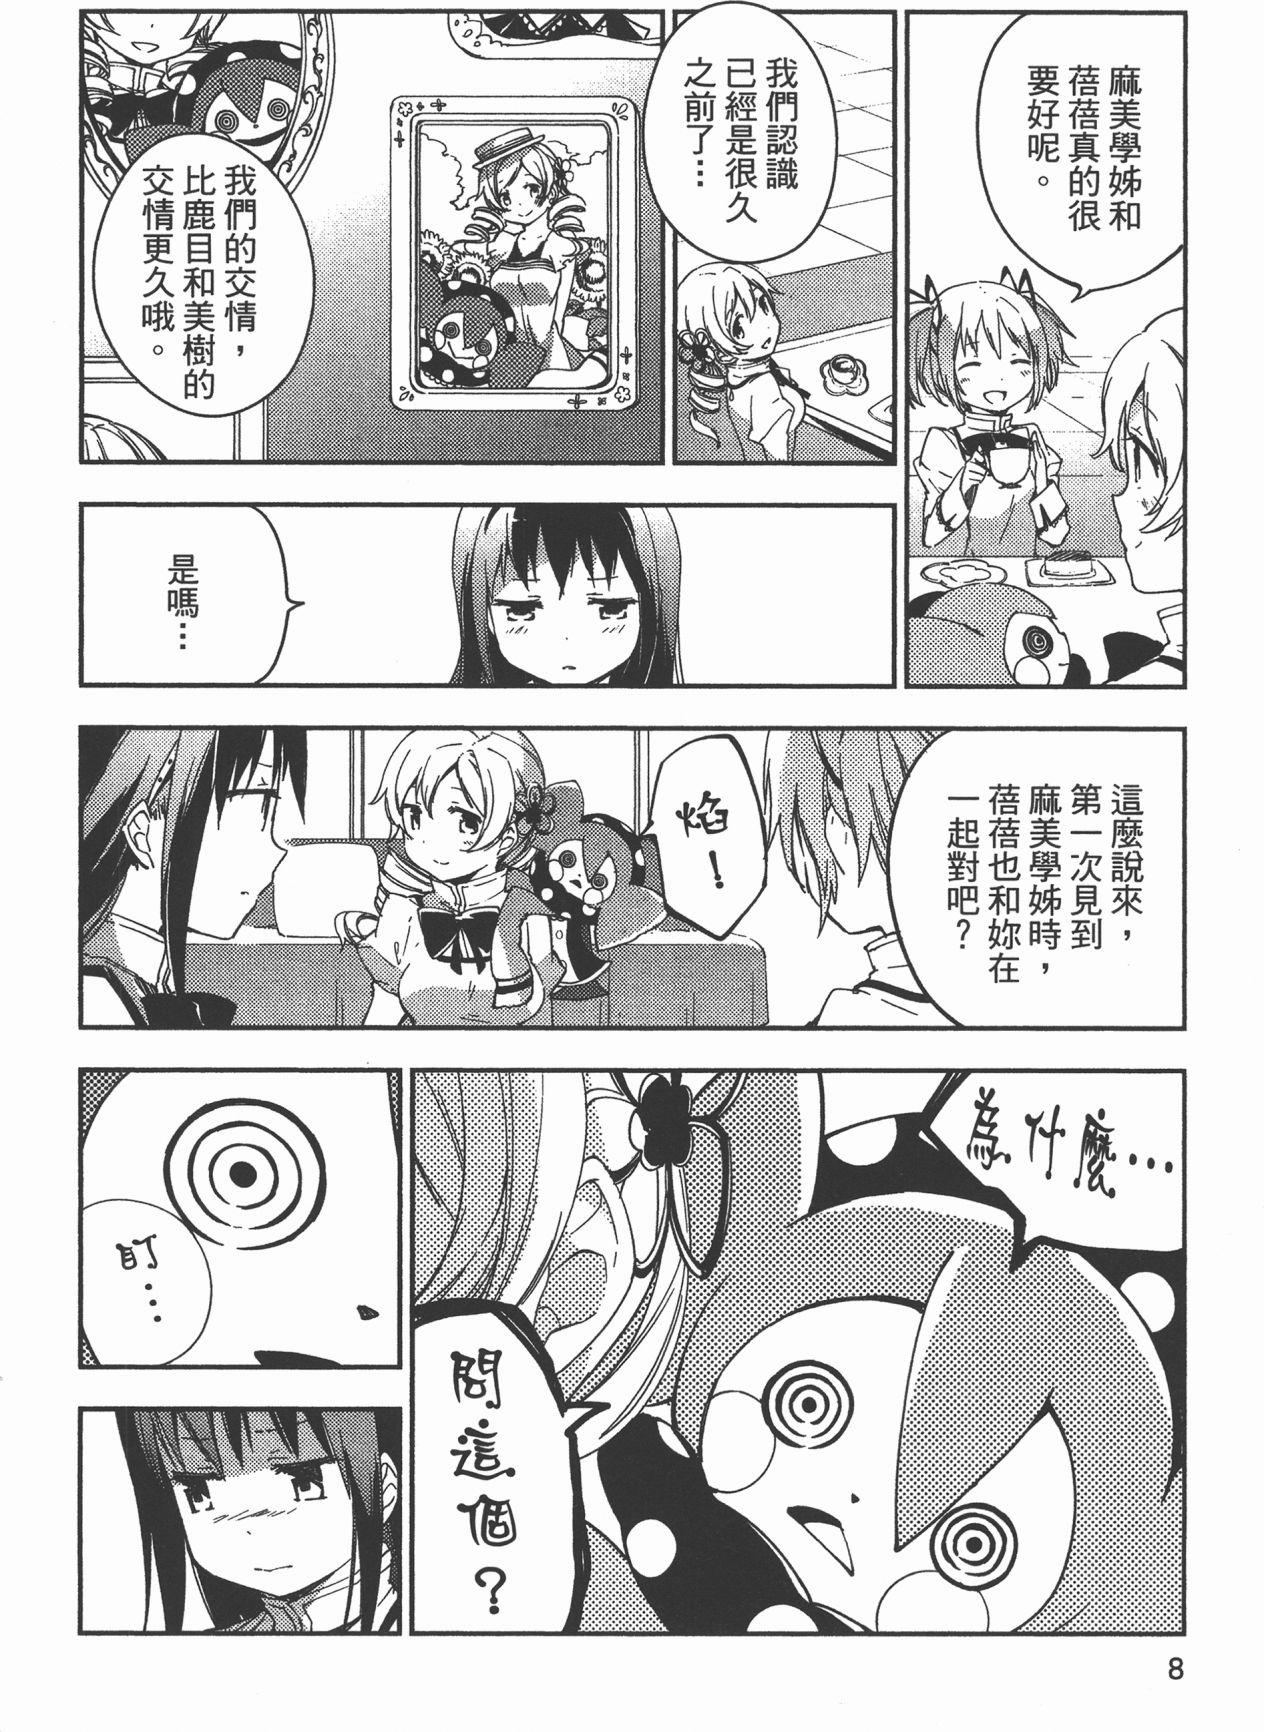 麻美學姊和
蓓蓓真的很
要好呢。
我們認識
已經是很久
之前了…
我們的交情，
比鹿目和美樹的
交情更久哦。
是嗎…
這麼說來，
第一次見到
麻美學姊時，
蓓蓓也和妳在
一起對吧？
焰！
為什麼…
問這個？
盯…
8